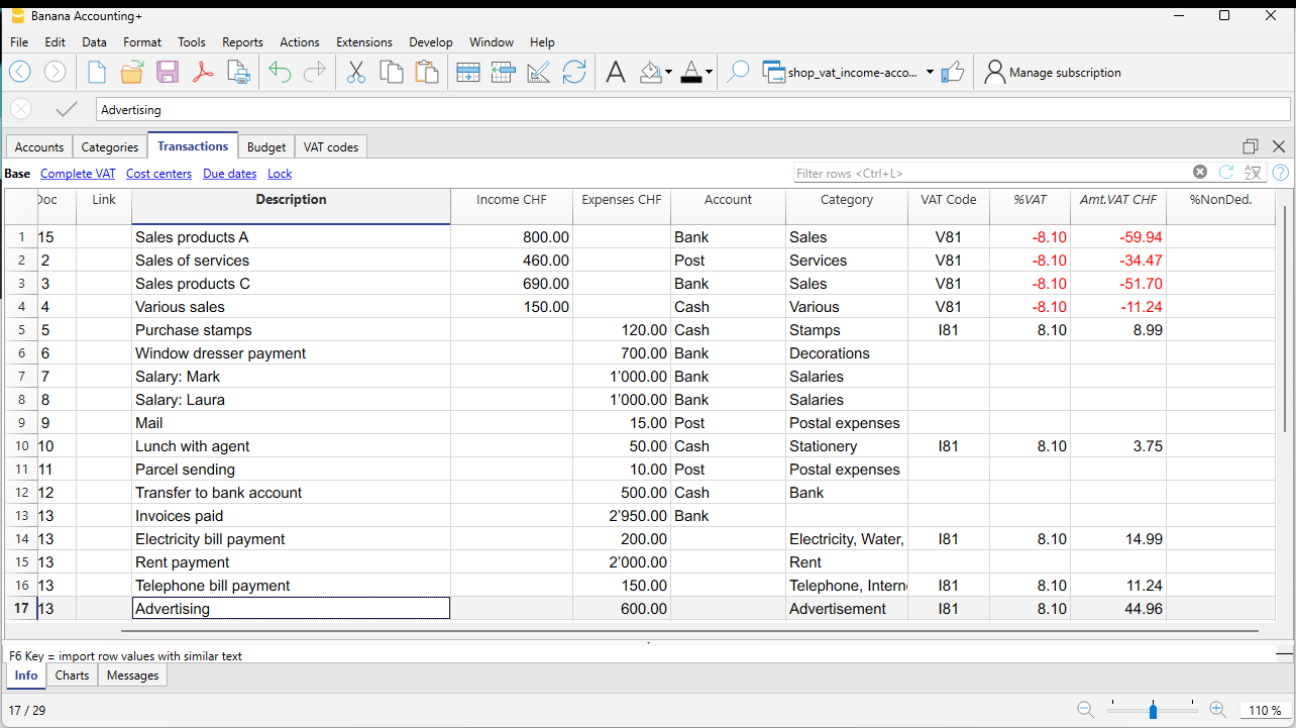 Banana Accounting+
File Edit Data Format Tools Reports Actions Extensions Develop Window Help
shop_vat_income-acco... Manage subscription
Advertising
Accounts Categories Transactions Budget VAT codes
Base Complete VAT Cost centers Due dates Lock Filter rows <Ctrl+L>
Doc Link Description Income CHF Expenses CHF Account Category VAT Code %VAT Amt.VAT CHF %NonDed.
1 15 Sales products A 800.00 Bank Sales V81 -8.10 -59.94
2 2 Sales of services 460.00 Post Services V81 -8.10 -34.47
3 3 Sales products C 690.00 Bank Sales V81 -8.10 -51.70
4 4 Various sales 150.00 Cash Various V81 -8.10 -11.24
5 5 Purchase stamps 120.00 Cash Stamps I81 8.10 8.99
6 6 Window dresser payment 700.00 Bank Decorations
7 7 Salary: Mark 1'000.00 Bank Salaries
8 8 Salary: Laura 1'000.00 Bank Salaries
9 9 Mail 15.00 Post Postal expenses
10 10 Lunch with agent 50.00 Cash Stationery I81 8.10 3.75
11 11 Parcel sending 10.00 Post Postal expenses
12 12 Transfer to bank account 500.00 Cash Bank
13 13 Invoices paid 2'950.00 Bank
14 13 Electricity bill payment 200.00 Electricity, Water, I81 8.10 14.99
15 13 Rent payment 2'000.00 Rent
16 13 Telephone bill payment 150.00 Telephone, Intern I81 8.10 11.24
17 13 Advertising 600.00 Advertisement I81 8.10 44.96
F6 Key = import row values with similar text
Info Charts Messages
17 / 29 110 %